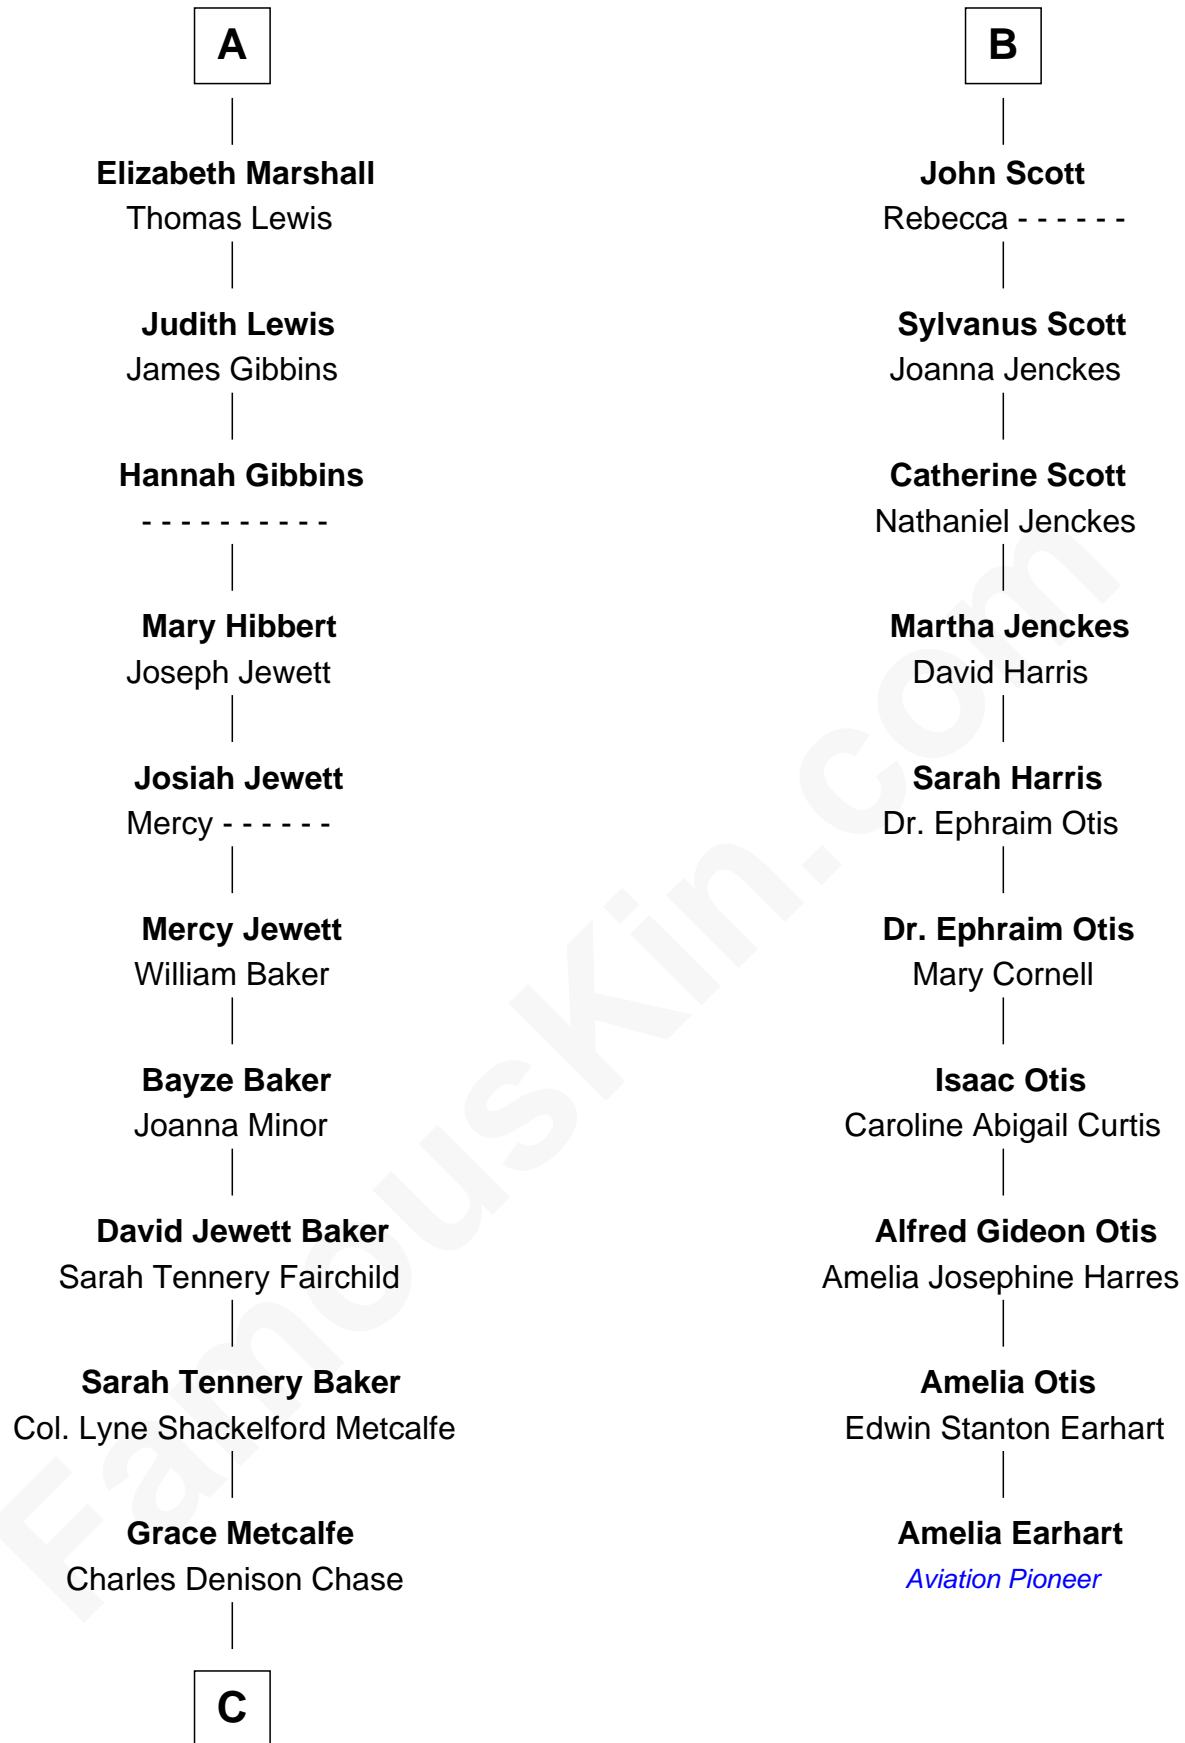 A
Elizabeth Marshall
Thomas Lewis
Judith Lewis
James Gibbins
Hannah Gibbins
- - - - - - - - - -
Mary Hibbert
Joseph Jewett
Josiah Jewett
Mercy - - - - - -
Mercy Jewett
William Baker
Bayze Baker
Joanna Minor
David Jewett Baker
Sarah Tennery Fairchild
Sarah Tennery Baker
Col. Lyne Shackelford Metcalfe
Grace Metcalfe
Charles Denison Chase
C
B
John Scott
Rebecca - - - - - -
Sylvanus Scott
Joanna Jenckes
Catherine Scott
Nathaniel Jenckes
Martha Jenckes
David Harris
Sarah Harris
Dr. Ephraim Otis
Dr. Ephraim Otis
Mary Cornell
Isaac Otis
Caroline Abigail Curtis
Alfred Gideon Otis
Amelia Josephine Harres
Amelia Otis
Edwin Stanton Earhart
Amelia Earhart
Aviation Pioneer
FamousKin.com